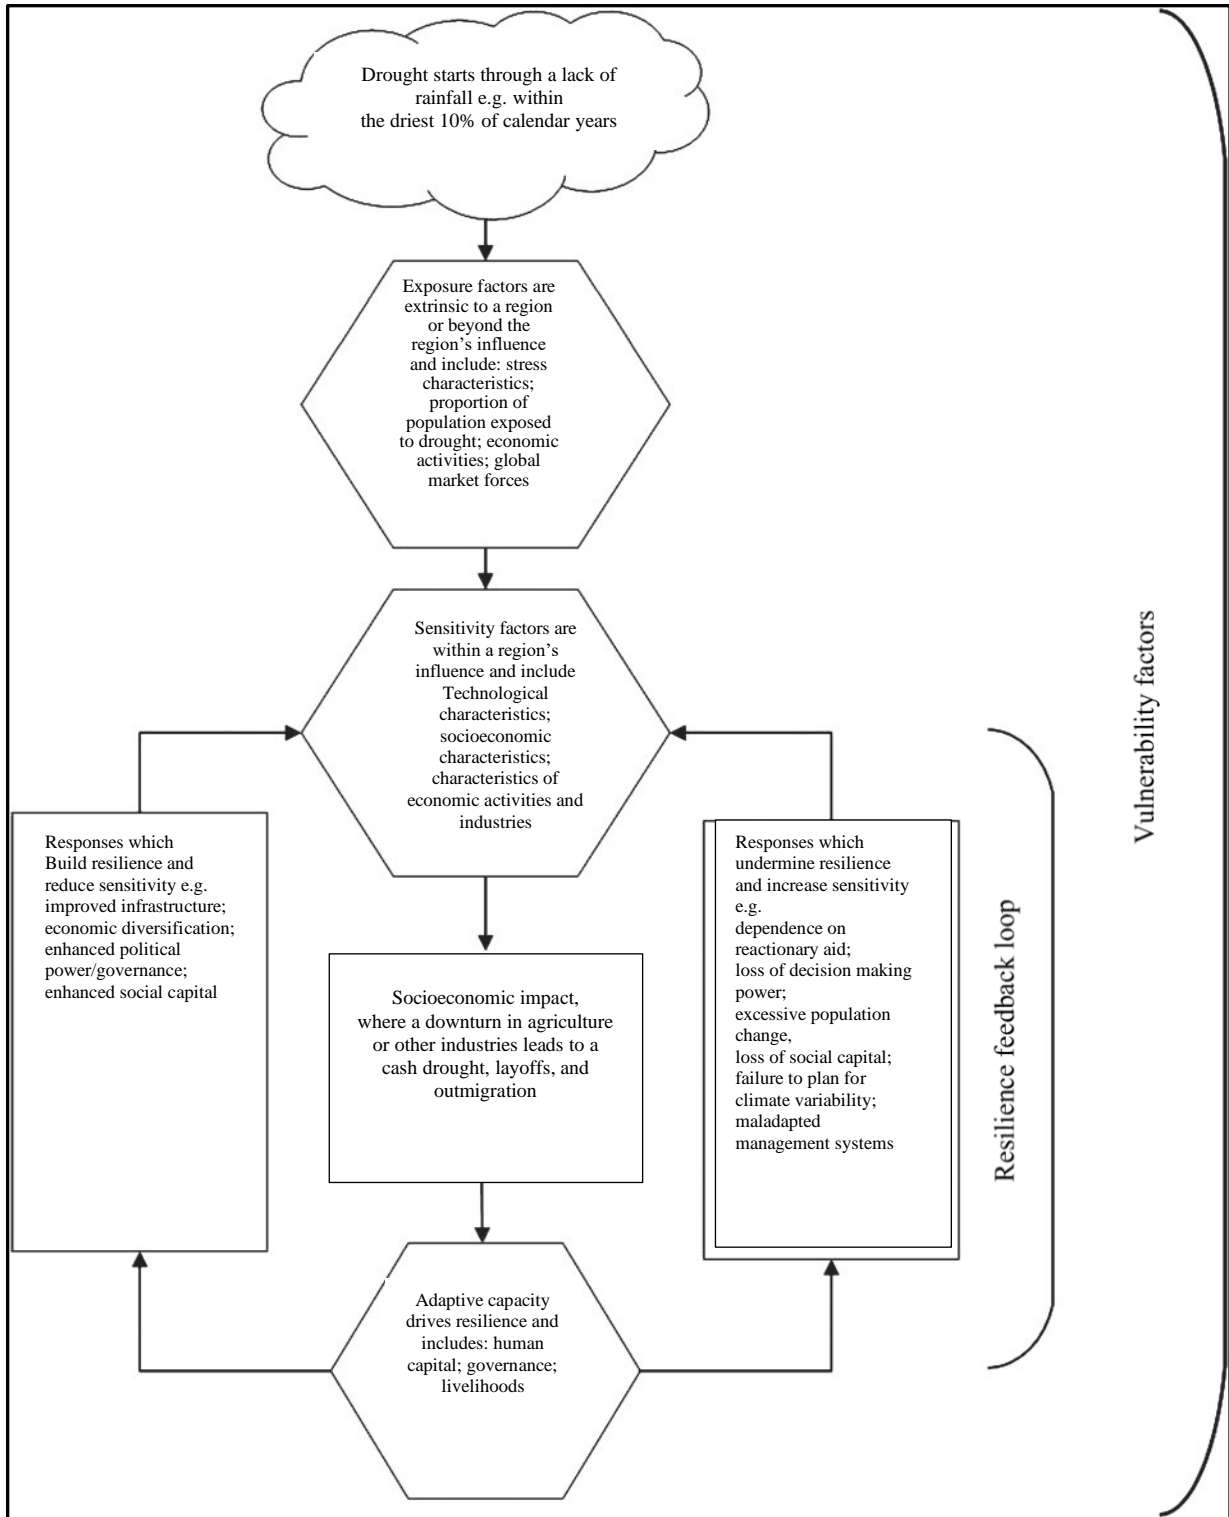 Drought starts through a lack of
rainfall e.g. within
the driest 10% of calendar years
Exposure factors are
extrinsic to a region
or beyond the
region’s influence
and include: stress
characteristics;
proportion of
population exposed
to drought; economic
activities; global
market forces
Sensitivity factors are
within a region’s
influence and include
Technological
characteristics;
socioeconomic
characteristics;
characteristics of
economic activities and
industries
Responses which
Build resilience and
reduce sensitivity e.g.
improved infrastructure;
economic diversification;
enhanced political
power/governance;
enhanced social capital
Socioeconomic impact,
where a downturn in agriculture
or other industries leads to a
cash drought, layoffs, and
outmigration
Responses which
undermine resilience
and increase sensitivity
e.g.
dependence on
reactionary aid;
loss of decision making
power;
excessive population
change,
loss of social capital;
failure to plan for
climate variability;
maladapted
management systems
Adaptive capacity
drives resilience and
includes: human
capital; governance;
livelihoods
Resilience feedback loop
Vulnerability factors